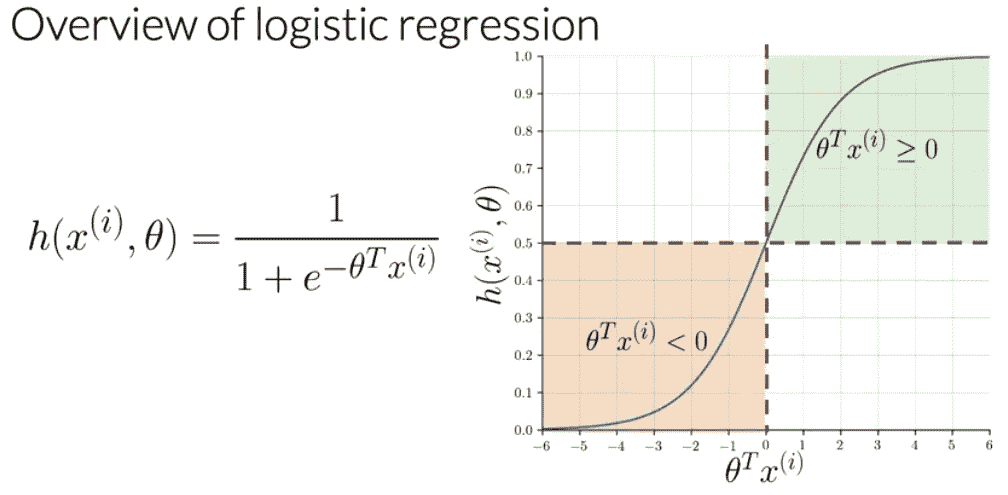 Overview of logistic regression
h(x^{(i)}, θ) = \frac{1}{1 + e^{-θ^T x^{(i)}}}
h(x^{(i)}, θ)
1.0
0.9
0.8
0.7
0.6
0.5
0.4
0.3
0.2
0.1
0.0
θ^T x^{(i)} ≥ 0
θ^T x^{(i)} < 0
−6 −5 −4 −3 −2 −1 0 1 2 3 4 5 6
θ^T x^{(i)}